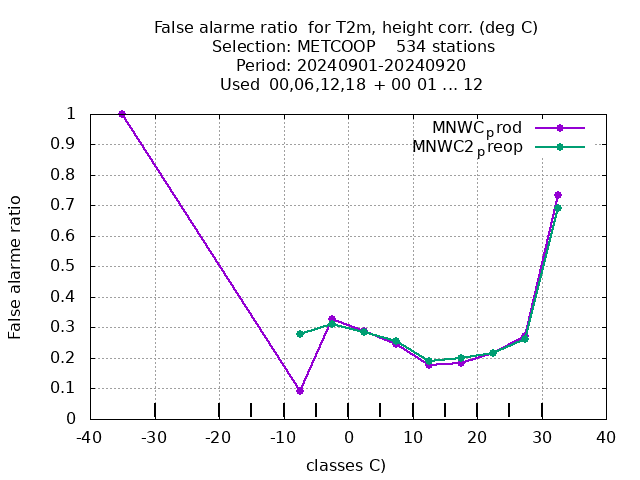 False alarme ratio  for T2m, height corr. (deg C)
Selection: METCOOP    534 stations
Period: 20240901-20240920
Used  00,06,12,18 + 00 01 ... 12
MNWC_prod
MNWC2_preop
1
0.9
0.8
0.7
0.6
0.5
0.4
0.3
0.2
0.1
0
False alarme ratio
-40 -30 -20 -10 0 10 20 30 40
classes C)